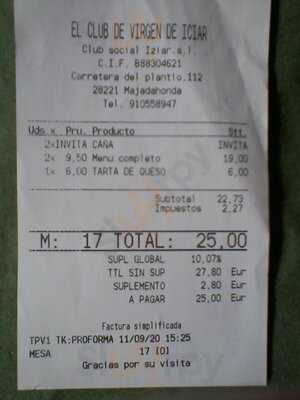 EL CLUB DE VIRGEN DE ICIAR
Club social Iziar.s.l.
C.I.F. B88304621
Carretera del plantio.112
28221 Majadahonda
Tel. 910558947
Uds x Pru. Producto Stt.
2xINVITA CAÑA INVITA
2x 9,50 Menu completo 19,00
1x 6,00 TARTA DE QUESO 6,00
Subtotal 22,73
Impuestos 2,27
M: 17 TOTAL: 25,00
SUPL GLOBAL 10,07%
TTL SIN SUP 27,80 Eur
SUPLEMENTO 2,80 Eur
A PAGAR 25,00 Eur
Factura simplificada
TPV1 TK:PROFORMA 11/09/20 15:25
MESA 17 [0]
Gracias por su visita